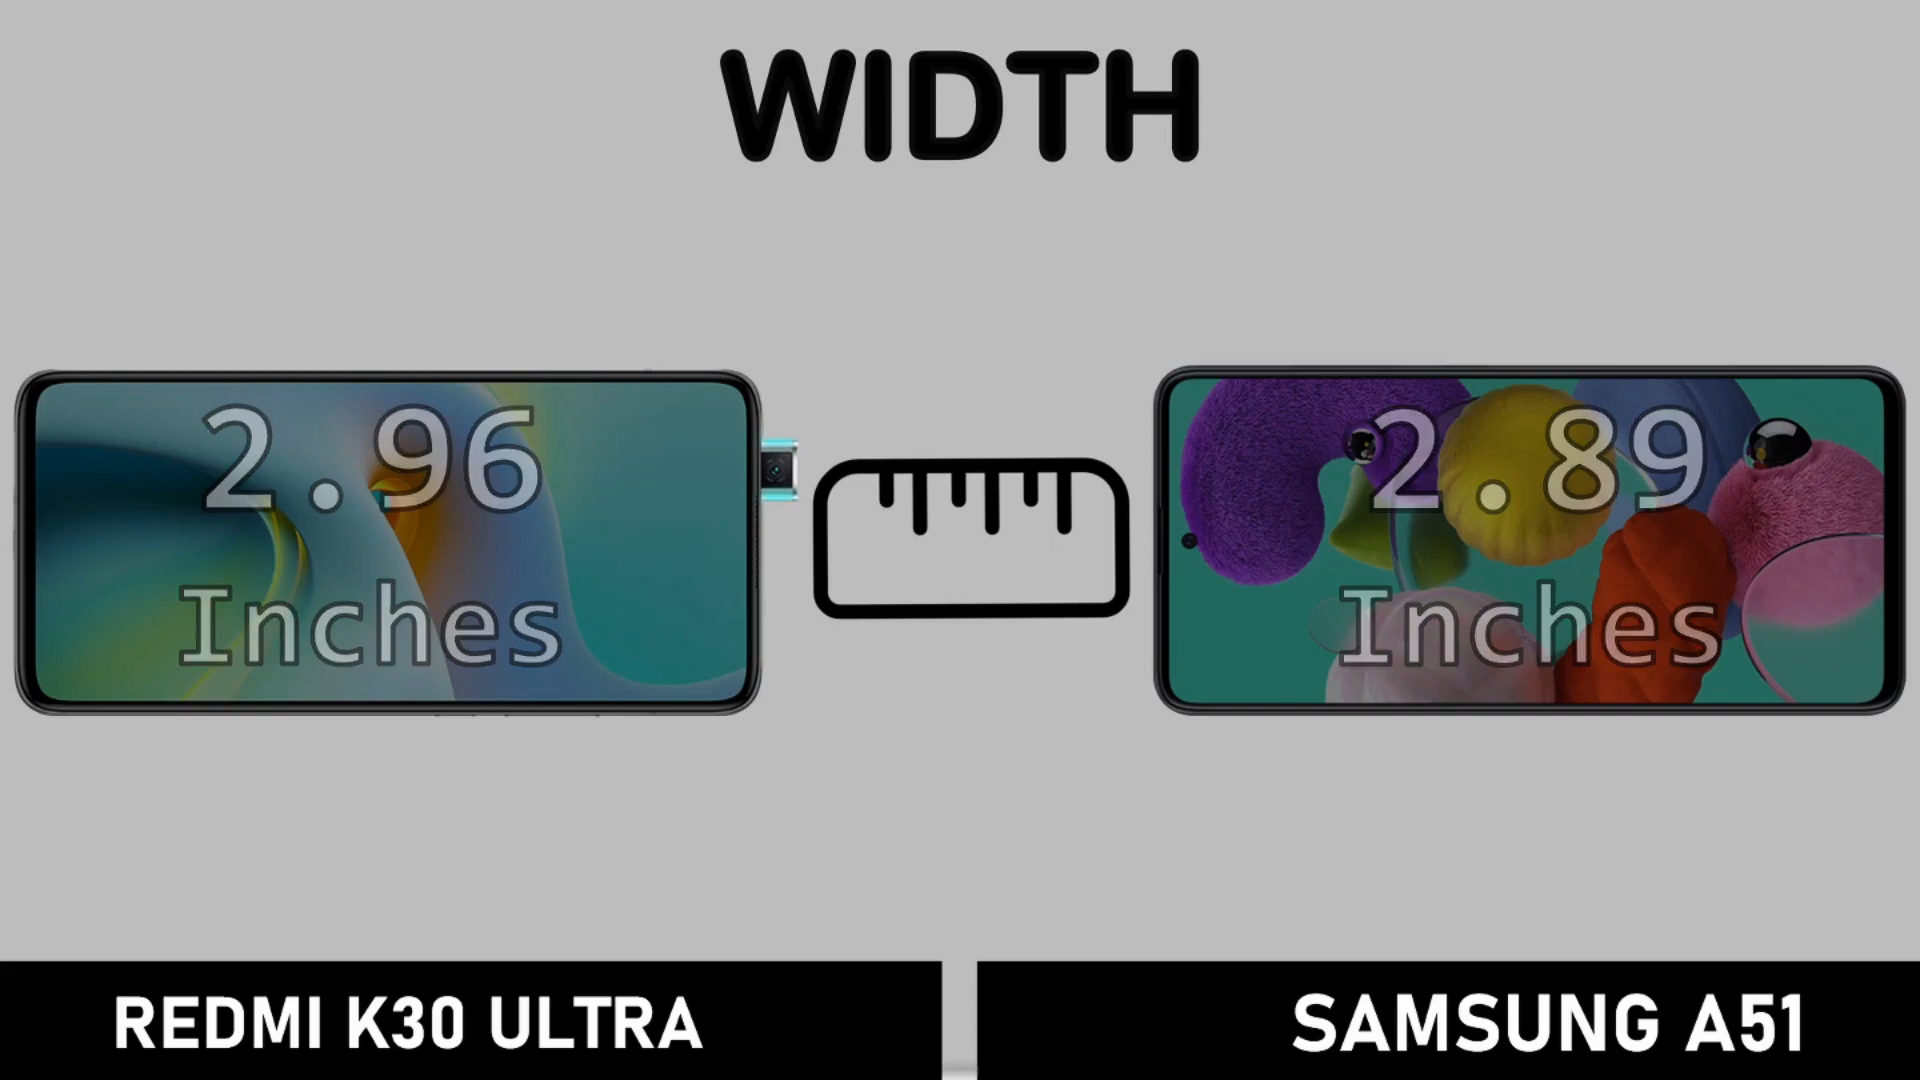 WIDTH
2.96
Inches
2.89
Inches
REDMI K30 ULTRA
SAMSUNG A51